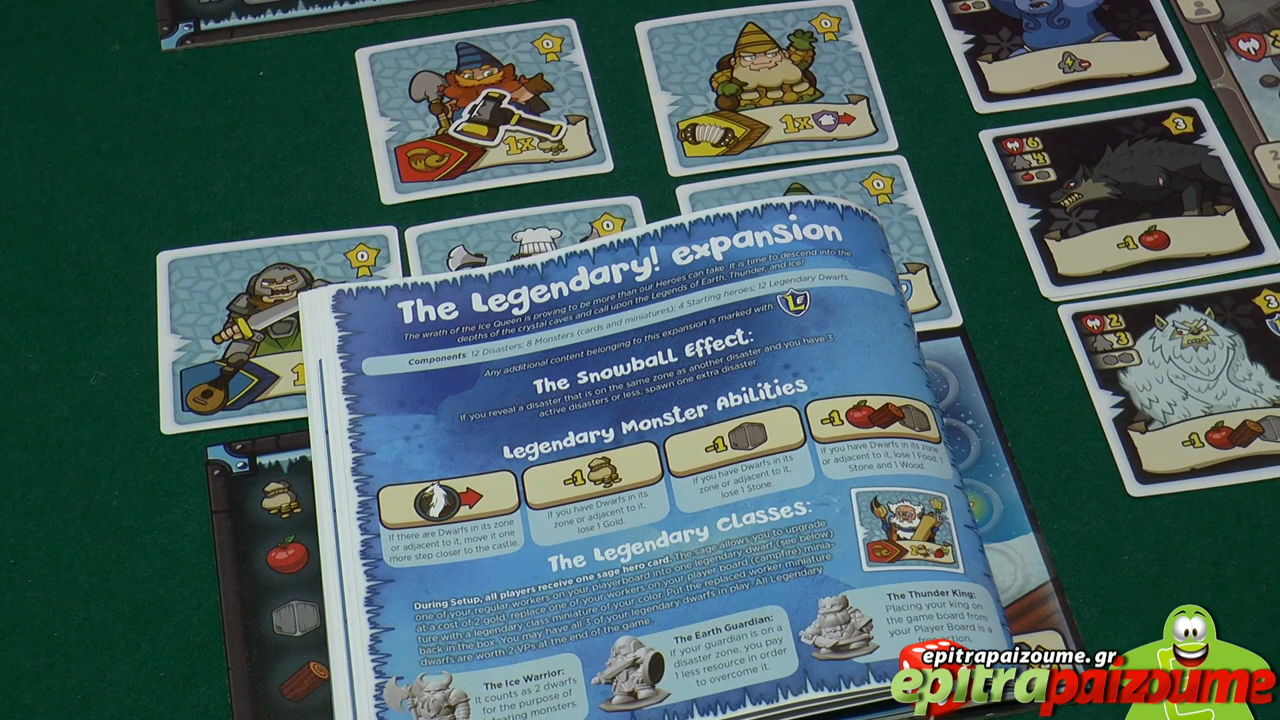 0
0
3
1x
1x
6
4
3
-1
0
0
0
1
2
3
3
-1
The Legendary! expansion
The wrath of the Ice Queen is proving to be more than our Heroes can take. It is time to descend into the
depths of the crystal caves and call upon the Legends of Earth, Thunder, and Ice!
Components: 12 Disasters; 8 Monsters (cards and miniatures); 4 Starting heroes; 12 Legendary Dwarfs.
Any additional content belonging to this expansion is marked with: LE
The Snowball Effect:
If you reveal a disaster that is on the same zone as another disaster and you have 3
active disasters or less, spawn one extra disaster.
Legendary Monster Abilities
-1
-1
-1
If there are Dwarfs in its zone
or adjacent to it, move it one
more step closer to the castle
If you have Dwarfs in its
zone or adjacent to it,
lose 1 Gold.
If you have Dwarfs in its
zone or adjacent to it,
lose 1 Stone.
If you have Dwarfs in its zone
or adjacent to it, lose 1 Food, 1
Stone and 1 Wood.
The Legendary Classes:
During Setup, all players receive one sage hero card. The sage allows you to upgrade
one of your regular workers on your playerboard into one legendary dwarf (see below)
at a cost of 2 gold, replace one of your workers on your player board (campfire) minia-
ture with a legendary class miniature of your color. Put the replaced worker miniature
back in the box. You may have all 3 of your legendary dwarfs in play. All Legendary
dwarfs are worth 2 VPs at the end of the game.
The Ice Warrior:
It counts as 2 dwarfs
for the purpose of
defeating monsters.
The Earth Guardian:
If your guardian is on a
disaster zone, you pay
1 less resource in order
to overcome it.
The Thunder King:
Placing your king on
the game board from
your Player Board is a
free action.
epitrapaizoume.gr
epitrapaizoume